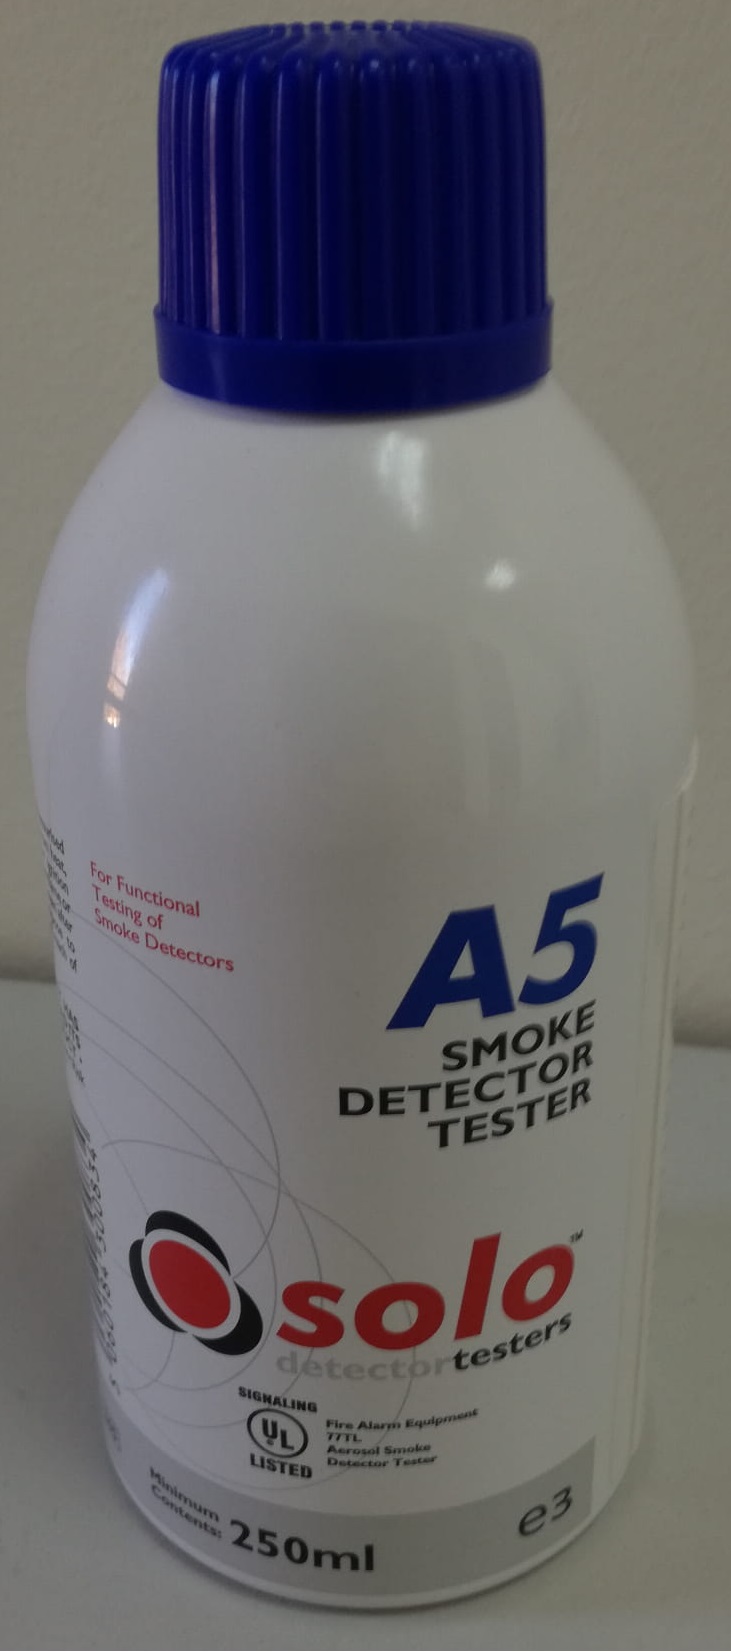 For Functional
Testing of
Smoke Detectors
A5
SMOKE
DETECTOR
TESTER
solo™
detectortesters
SIGNALING
UL
LISTED
Fire Alarm Equipment
77TL
Aerosol Smoke
Detector Tester
Minimum
Contents: 250ml
e3